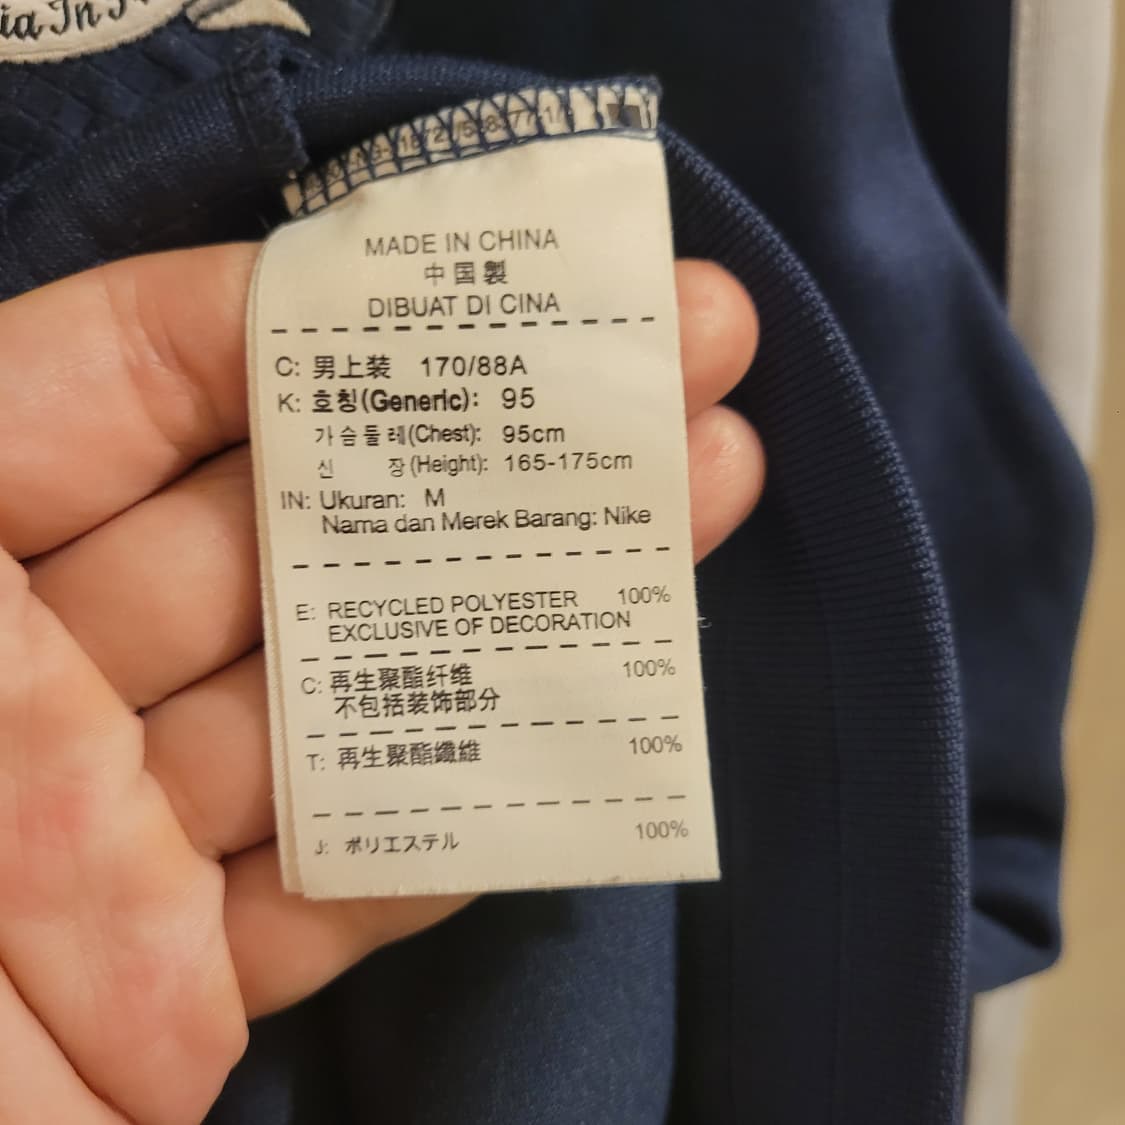 ia In
MADE IN CHINA
中国製
DIBUAT DI CINA
C: 男上装 170/88A
K: 호칭(Generic): 95
가슴둘레(Chest): 95cm
신 장(Height): 165-175cm
IN: Ukuran: M
Nama dan Merek Barang: Nike
E: RECYCLED POLYESTER 100%
EXCLUSIVE OF DECORATION
C: 再生聚酯纤维 100%
不包括装饰部分
T: 再生聚酯纖維 100%
J: ポリエステル 100%